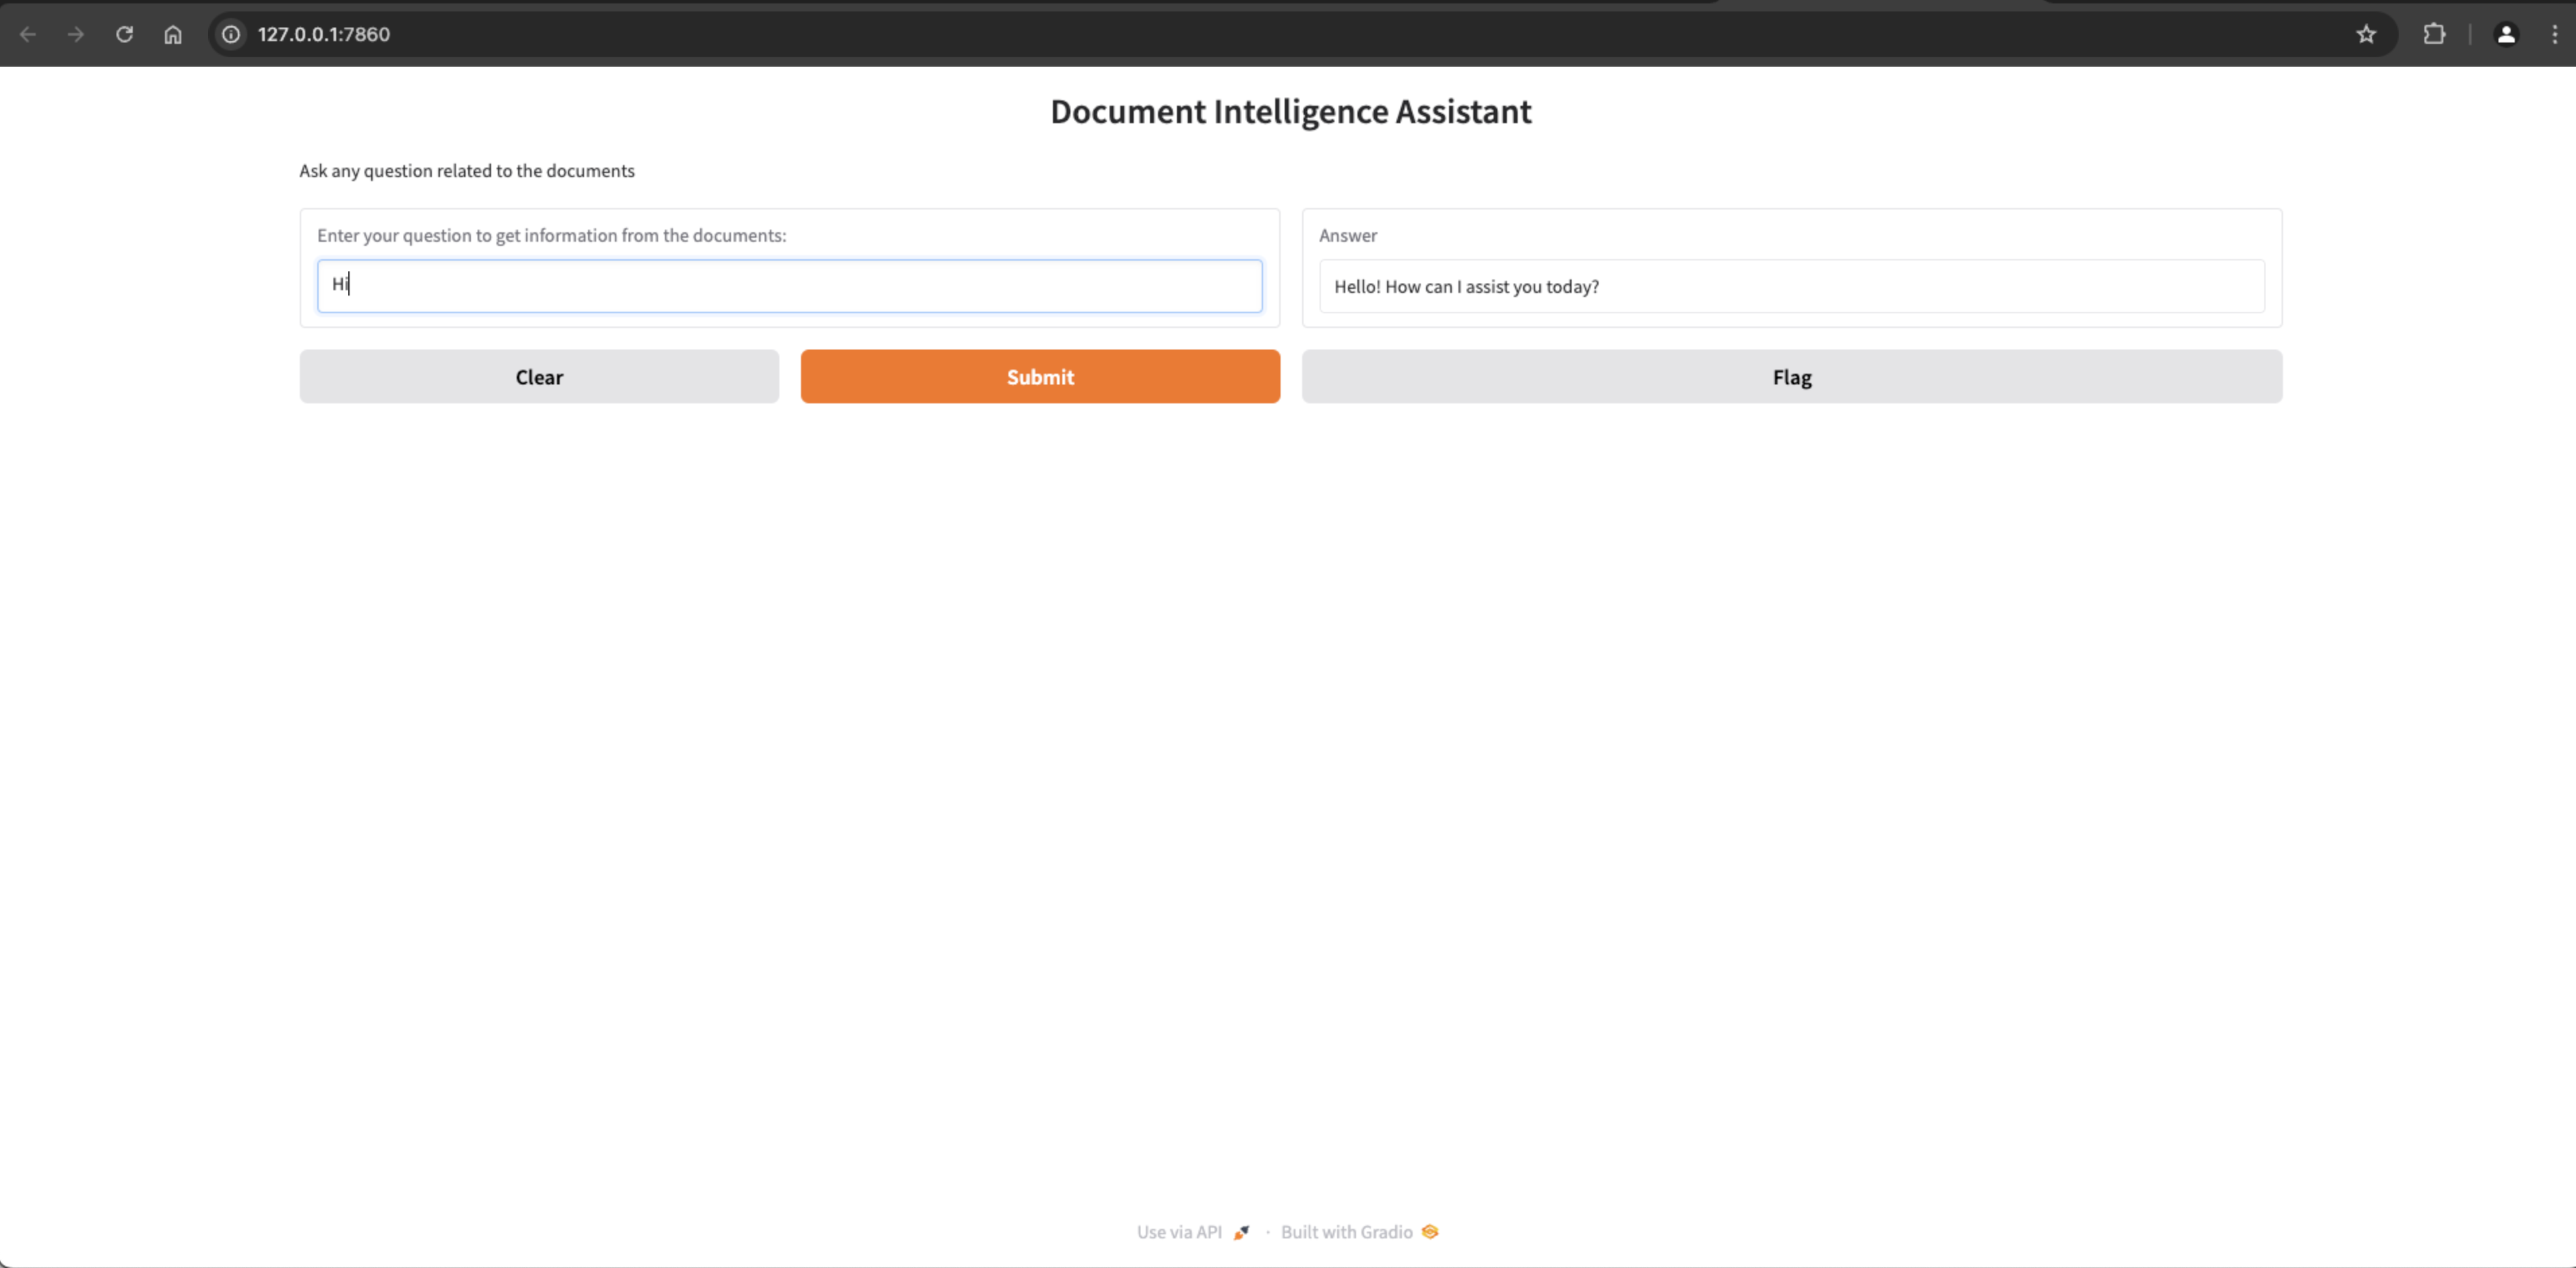 127.0.0.1:7860
Document Intelligence Assistant
Ask any question related to the documents
Enter your question to get information from the documents:
Hi
Answer
Hello! How can I assist you today?
Clear
Submit
Flag
Use via API · Built with Gradio